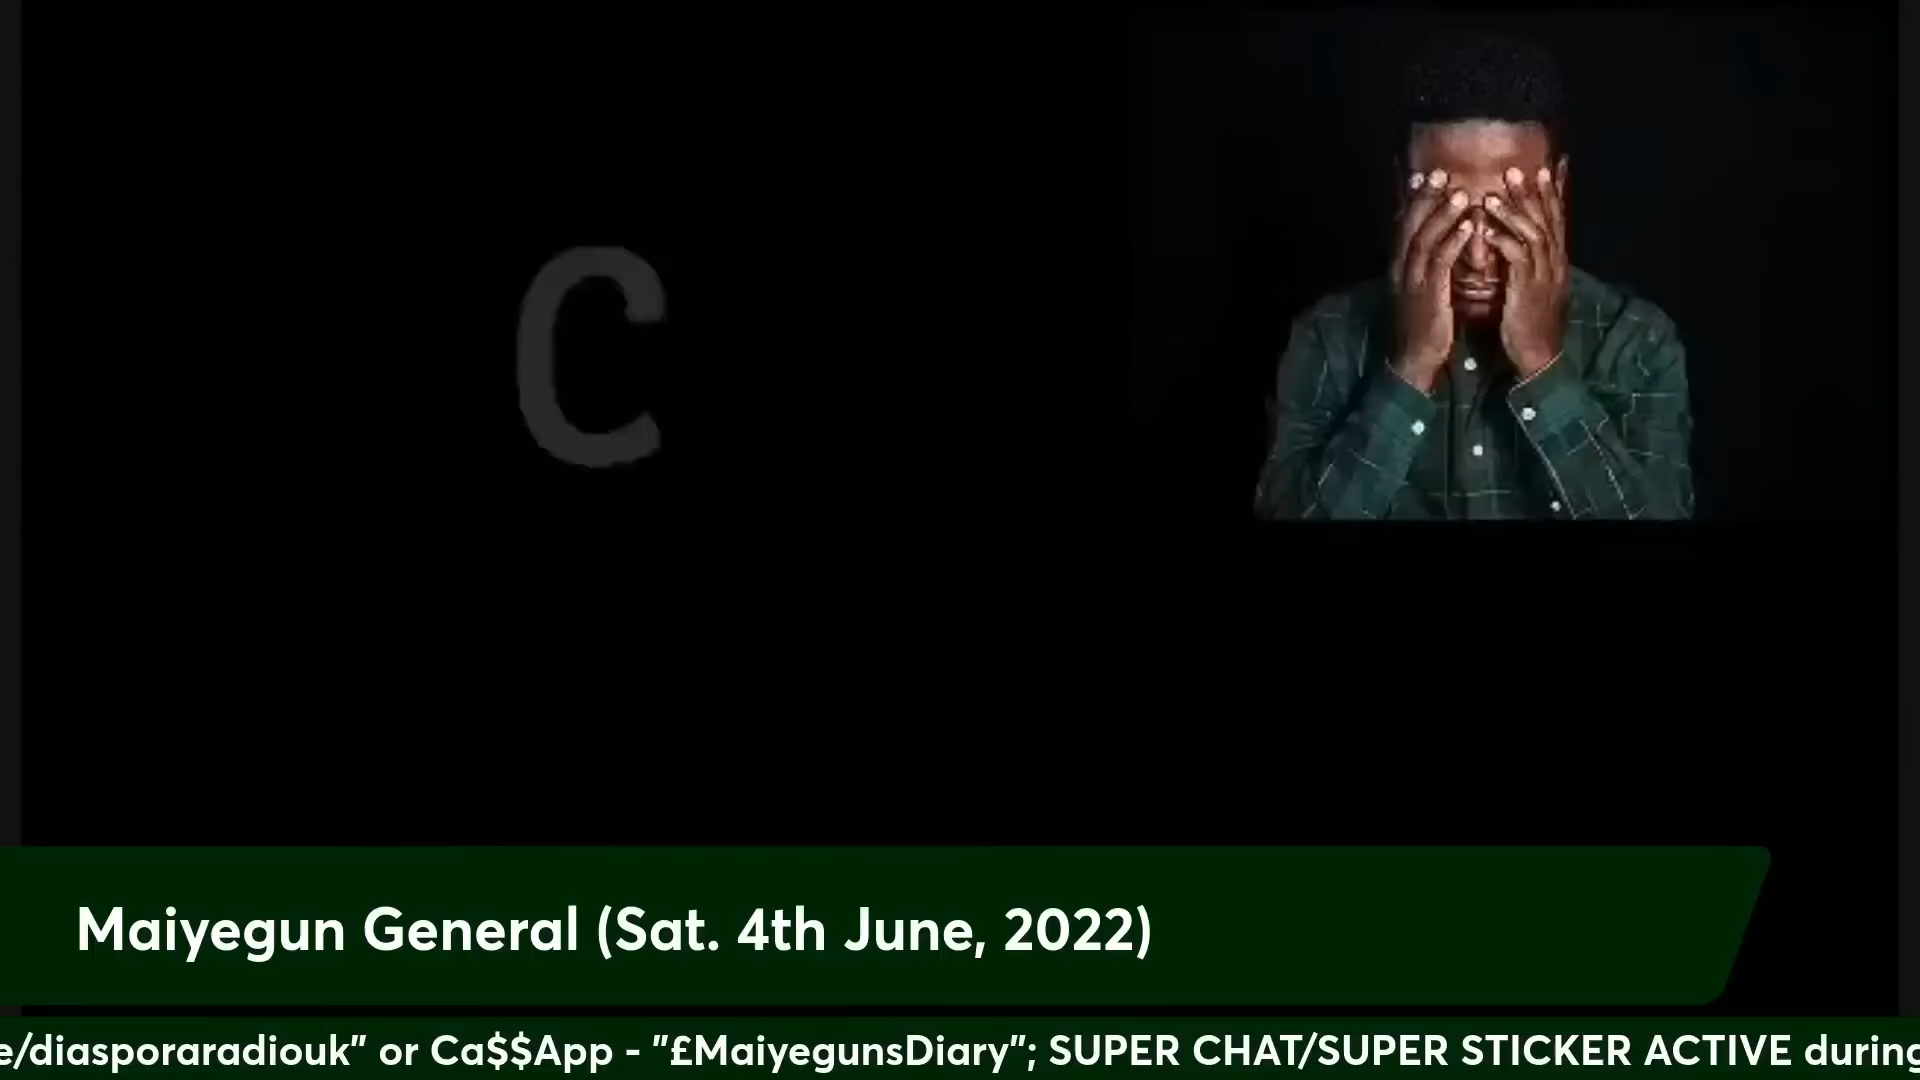 C
Maiyegun General (Sat. 4th June, 2022)
e/diasporaradiouk” or Ca$$App - ”£MaiyegunsDiary”; SUPER CHAT/SUPER STICKER ACTIVE during